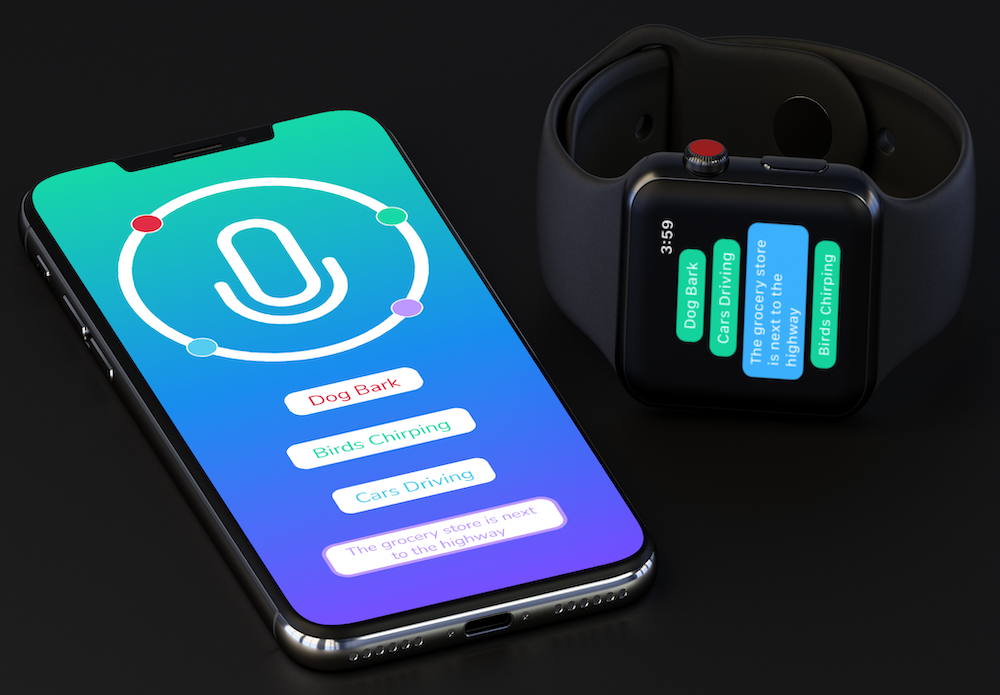 Dog Bark
Birds Chirping
Cars Driving
The grocery store is next
to the highway
3:59
Dog Bark
Cars Driving
The grocery store
is next to the
highway
Birds Chirping